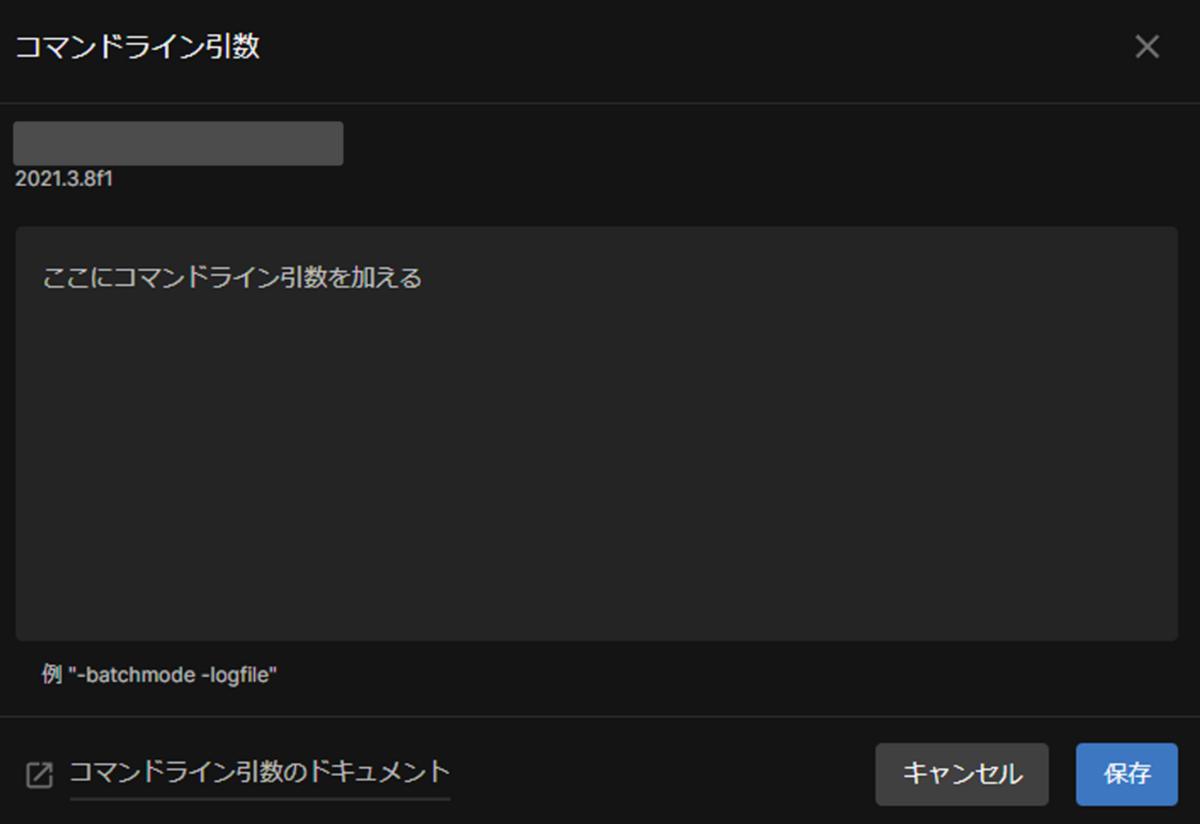 コマンドライン引数
2021.3.8f1
ここにコマンドライン引数を加える
例 "-batchmode -logfile"
コマンドライン引数のドキュメント
キャンセル
保存